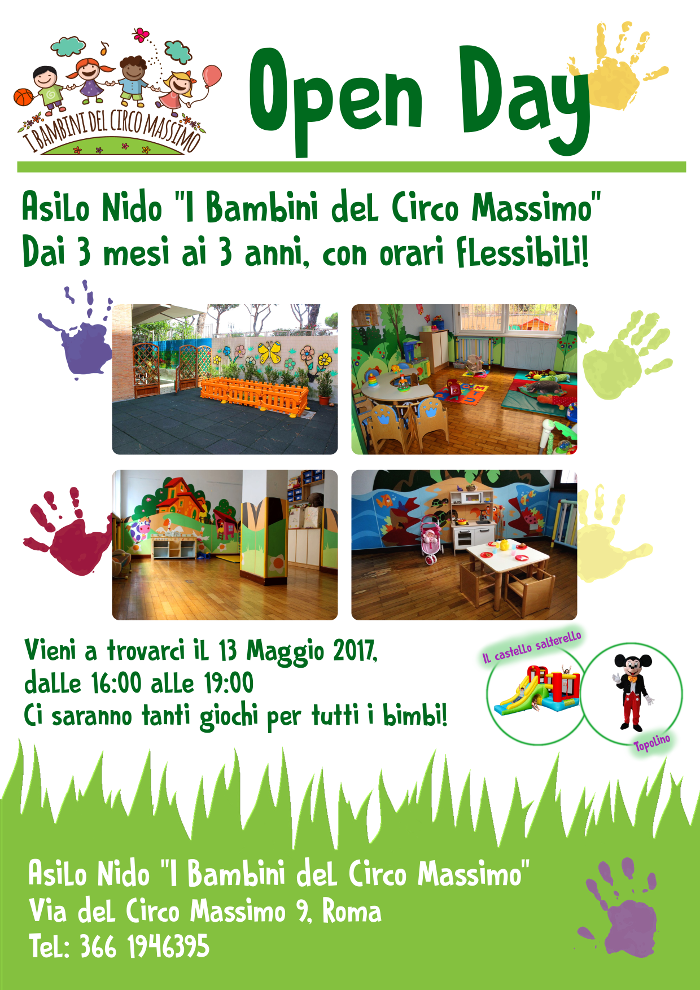 I BAMBINI DEL CIRCO MASSIMO
Open Day
Asilo Nido "I Bambini del Circo Massimo"
Dai 3 mesi ai 3 anni, con orari flessibili!
Vieni a trovarci il 13 Maggio 2017,
dalle 16:00 alle 19:00
Ci saranno tanti giochi per tutti i bimbi!
Il castello salterello
Topolino
Asilo Nido "I Bambini del Circo Massimo"
Via del Circo Massimo 9, Roma
Tel: 366 1946395